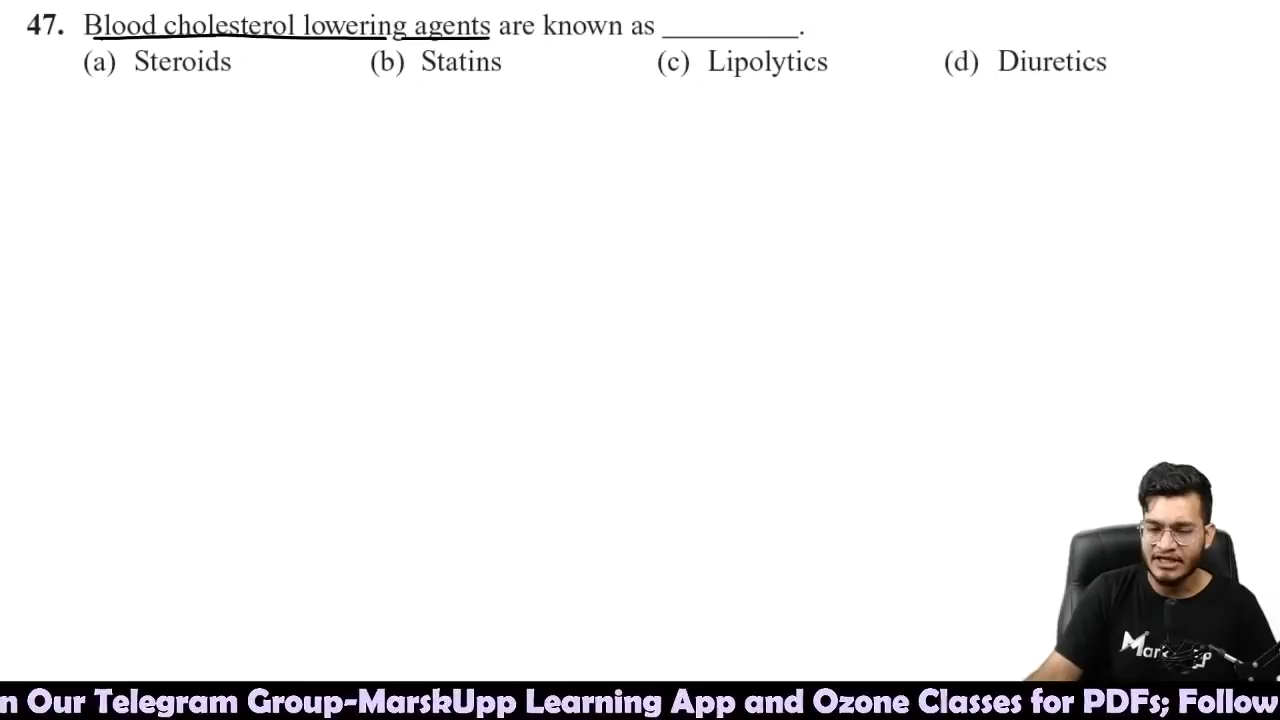 47. Blood cholesterol lowering agents are known as _________.
(a) Steroids (b) Statins (c) Lipolytics (d) Diuretics
n Our Telegram Group-MarskUpp Learning App and Ozone Classes for PDFs; Follow